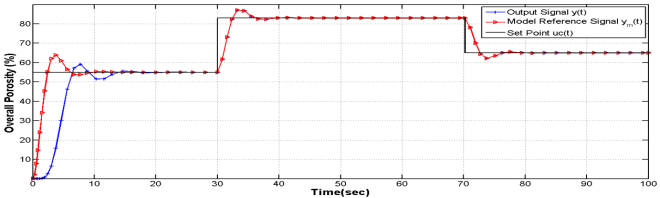 Output Signal y(t)
Model Reference Signal ym(t)
Set Point uc(t)
Overall Porosity (%)
80
70
60
50
40
30
20
10
0 10 20 30 40 50 60 70 80 90 100
Time(sec)